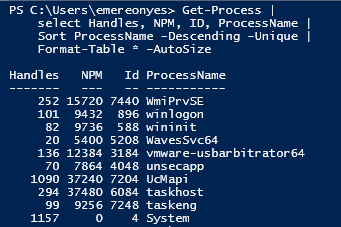 PS C:\Users\emereonyes> Get-Process |
select Handles, NPM, ID, ProcessName |
Sort ProcessName -Descending -Unique |
Format-Table * -AutoSize
Handles NPM Id ProcessName
------- --- -- -----------
252 15720 7440 WmiPrvSE
101 9432 896 winlogon
82 9736 588 wininit
20 5400 5208 WavesSvc64
136 12384 3184 vmware-usbarbitrator64
70 7864 4048 unsecapp
1090 37240 7204 UcMapi
294 37480 6084 taskhost
99 9256 7248 taskeng
1157 0 4 System